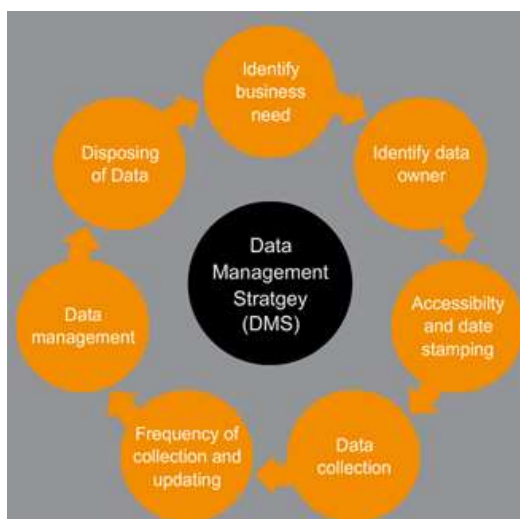 Identify
business
need
Identify data
owner
Accessibilty
and date
stamping
Data
collection
Frequency of
collection and
updating
Data
management
Disposing
of Data
Data
Management
Stratgey
(DMS)